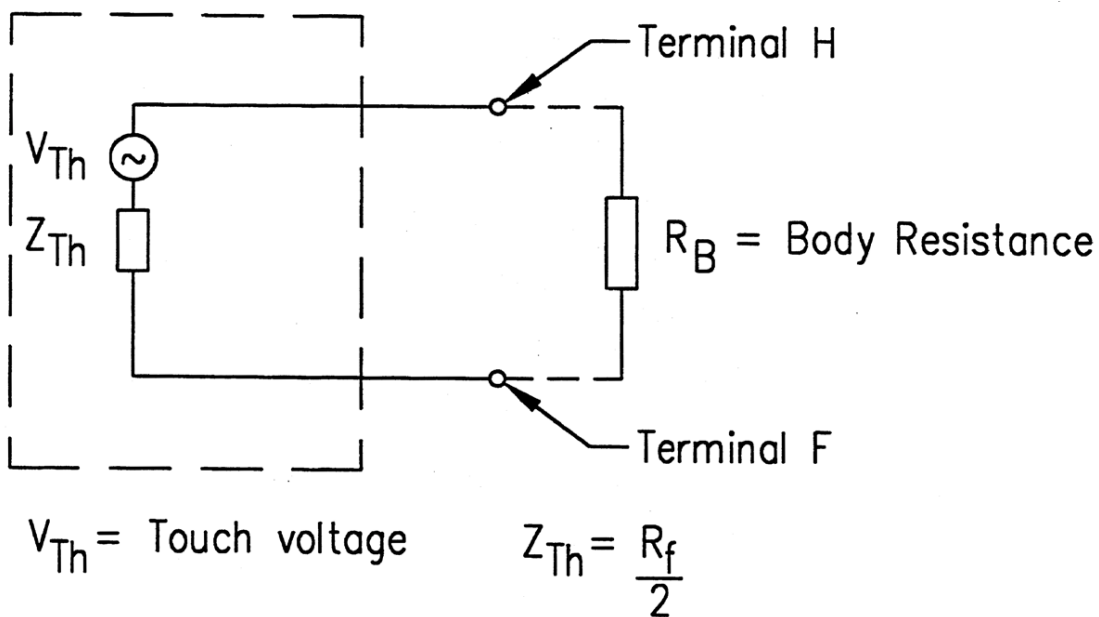 Terminal H
V_Th
Z_Th
R_B = Body Resistance
Terminal F
V_Th = Touch voltage
Z_Th = R_f/2